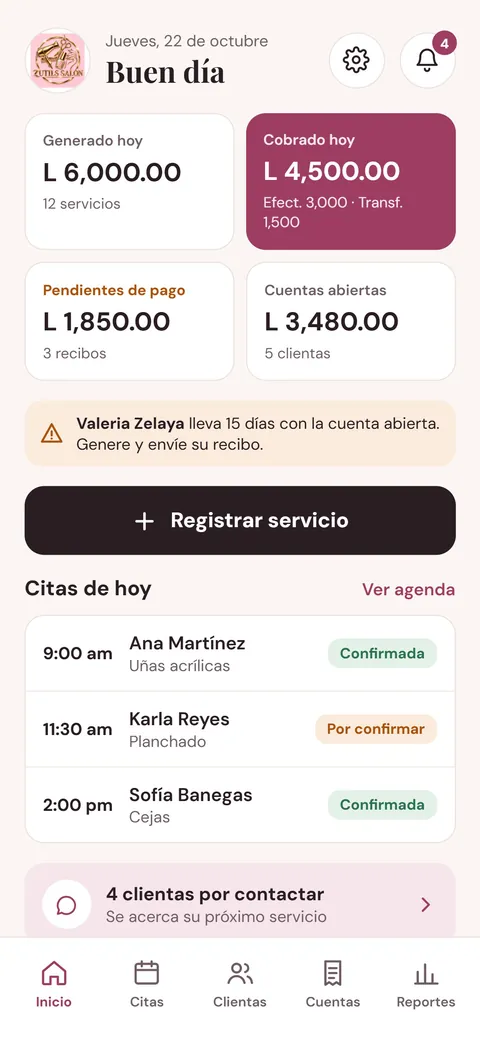 ZUTILS SALÓN
Jueves, 22 de octubre
Buen día
4
Generado hoy
L 6,000.00
12 servicios
Cobrado hoy
L 4,500.00
Efect. 3,000 · Transf.
1,500
Pendientes de pago
L 1,850.00
3 recibos
Cuentas abiertas
L 3,480.00
5 clientas
Valeria Zelaya lleva 15 días con la cuenta abierta.
Genere y envíe su recibo.
+ Registrar servicio
Citas de hoy
Ver agenda
9:00 am
Ana Martínez
Uñas acrílicas
Confirmada
11:30 am
Karla Reyes
Planchado
Por confirmar
2:00 pm
Sofía Banegas
Cejas
Confirmada
4 clientas por contactar
Se acerca su próximo servicio
Inicio
Citas
Clientas
Cuentas
Reportes